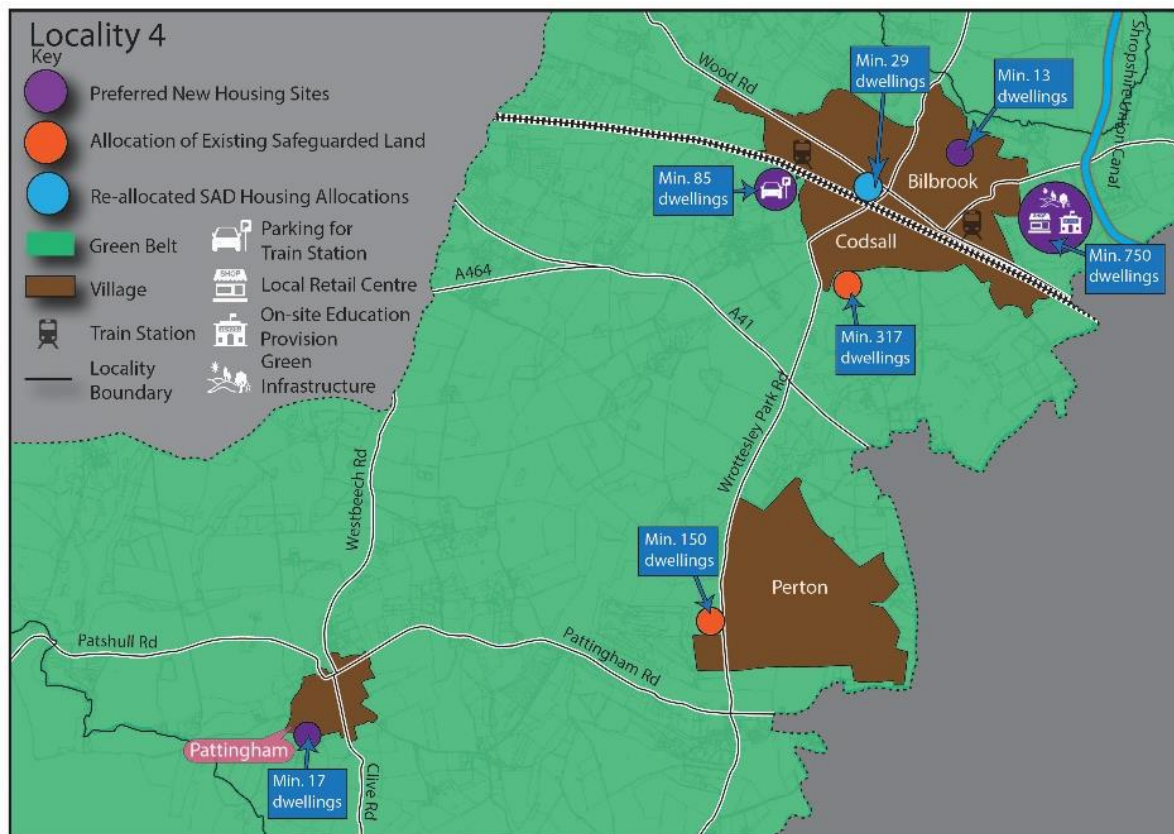 Locality 4
Key
Preferred New Housing Sites
Allocation of Existing Safeguarded Land
Re-allocated SAD Housing Allocations
Green Belt
Village
Train Station
Locality
Boundary
Parking for
Train Station
SHOP
Local Retail Centre
On-site Education
Provision
Green
Infrastructure
Wood Rd
Min. 29
dwellings
Min. 13
dwellings
Shropshire Union Canal
Min. 85
dwellings
Bilbrook
Codsall
Min. 750
dwellings
A464
A41
Min. 317
dwellings
Wrottesley Park Rd
Westbeech Rd
Min. 150
dwellings
Perton
Patshull Rd
Pattingham Rd
Pattingham
Min. 17
dwellings
Clive Rd